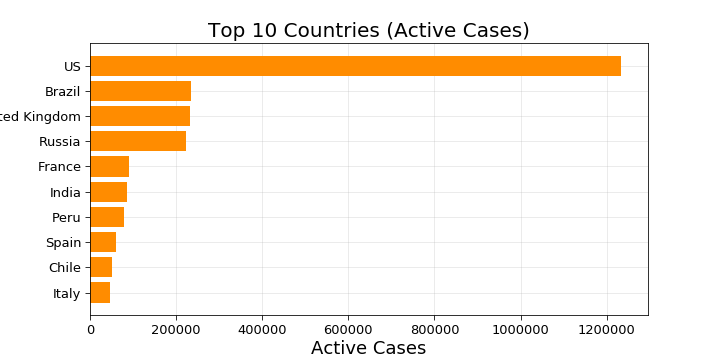 Top 10 Countries (Active Cases)
US
Brazil
ted Kingdom
Russia
France
India
Peru
Spain
Chile
Italy
0 200000 400000 600000 800000 1000000 1200000
Active Cases